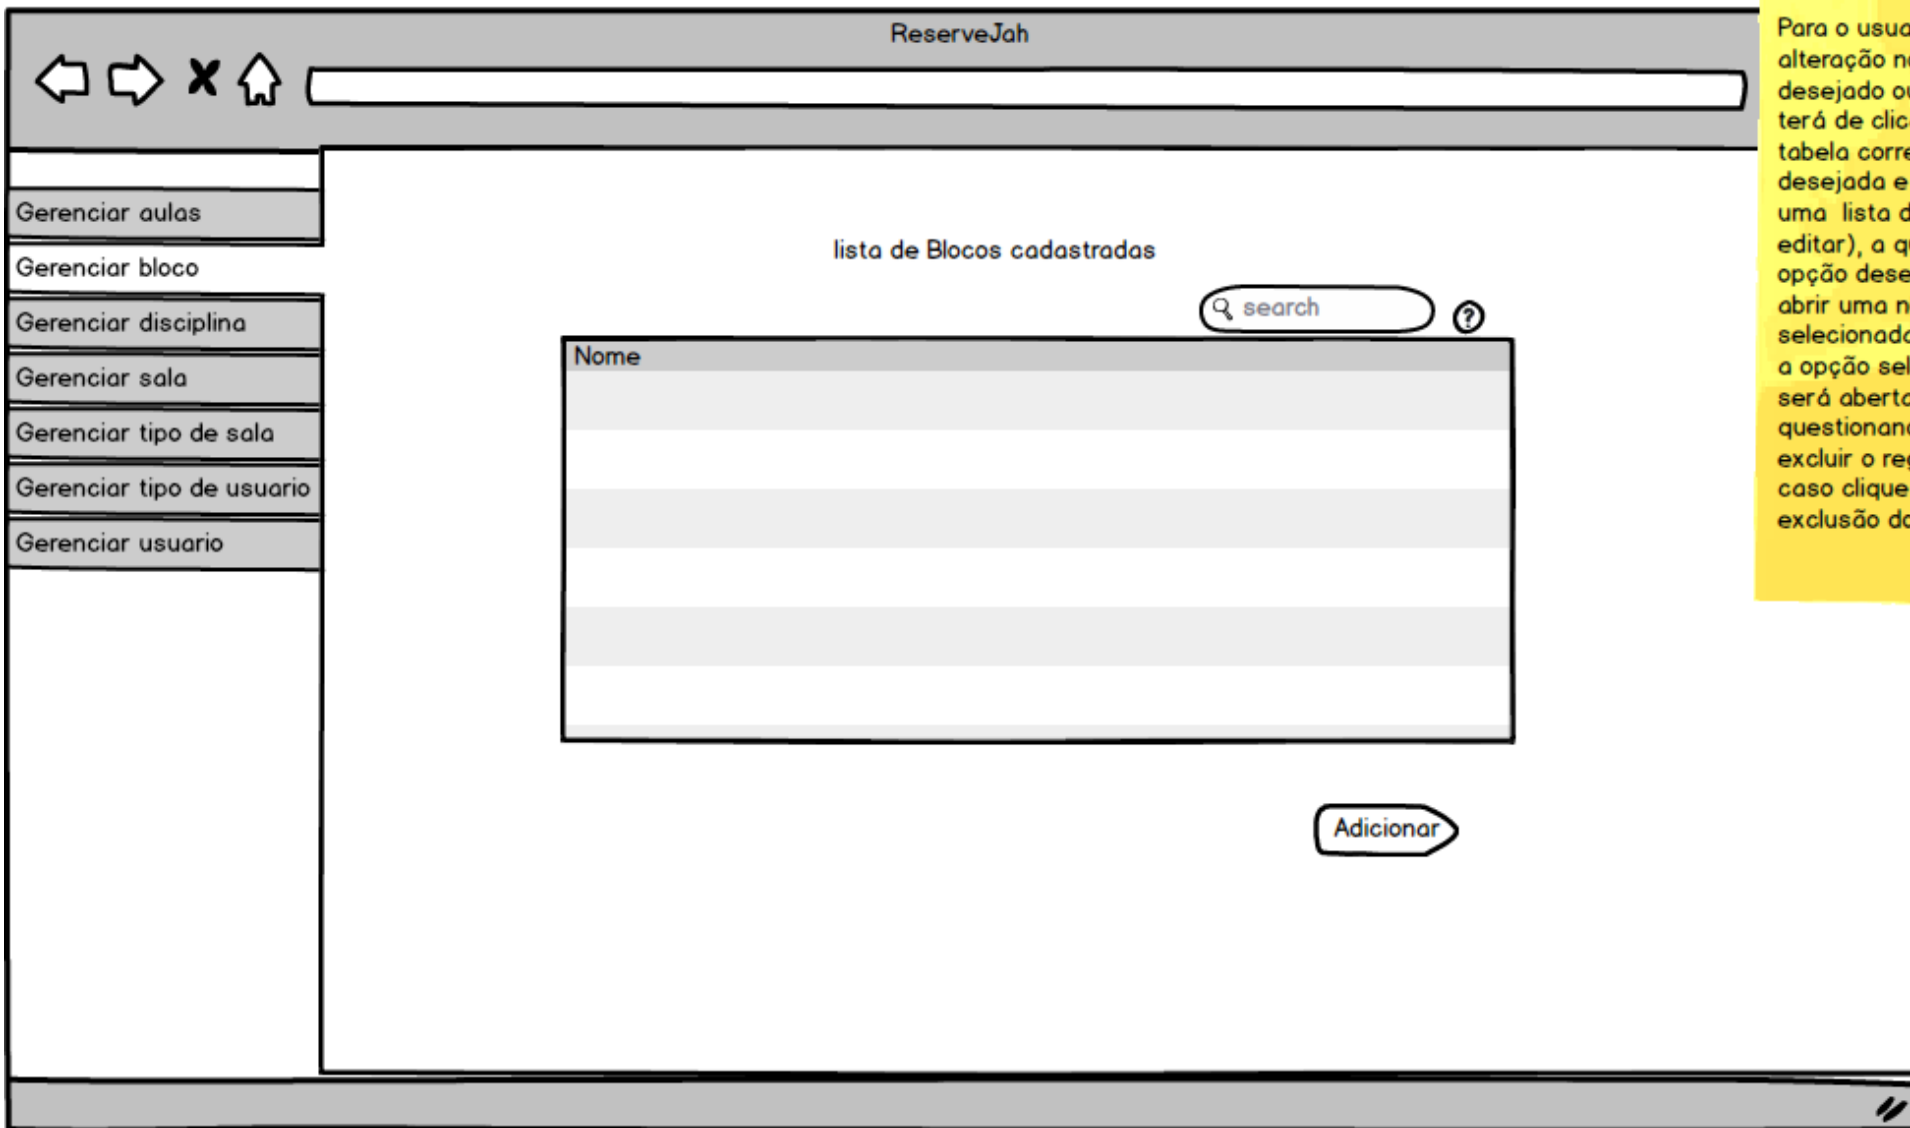 ReserveJah
Gerenciar aulas
Gerenciar bloco
Gerenciar disciplina
Gerenciar sala
Gerenciar tipo de sala
Gerenciar tipo de usuario
Gerenciar usuario
lista de Blocos cadastradas
search
?
Nome
Adicionar
Para o
alteração
desejado
terá de
tabela
desejada e
uma lista
editar), a
opção
abrir uma
a opção
será
excluir o
caso clique
exclusão